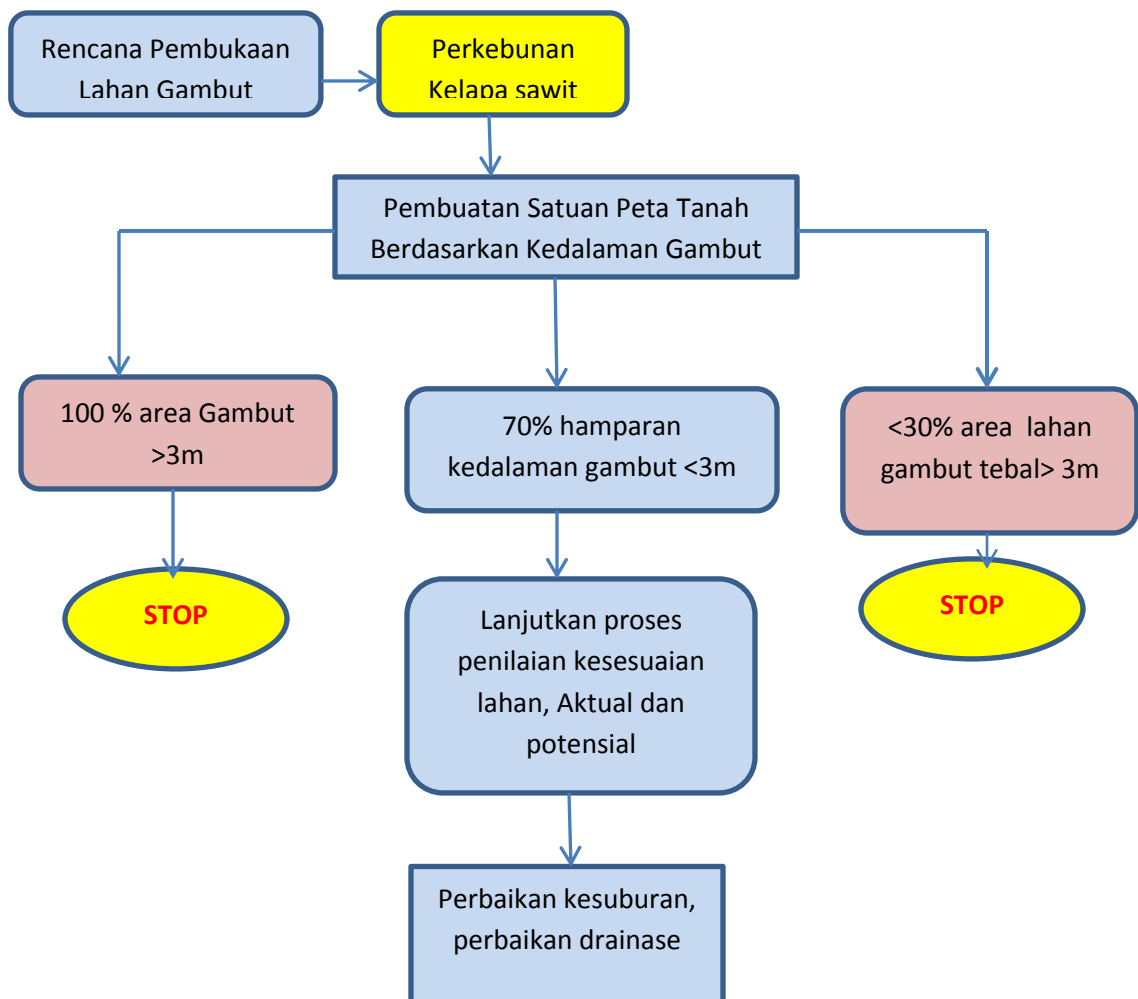 Rencana Pembukaan
Lahan Gambut
Perkebunan
Kelapa sawit
Pembuatan Satuan Peta Tanah
Berdasarkan Kedalaman Gambut
100 % area Gambut
>3m
70% hamparan
kedalaman gambut <3m
<30% area lahan
gambut tebal> 3m
STOP
Lanjutkan proses
penilaian kesesuaian
lahan, Aktual dan
potensial
STOP
Perbaikan kesuburan,
perbaikan drainase